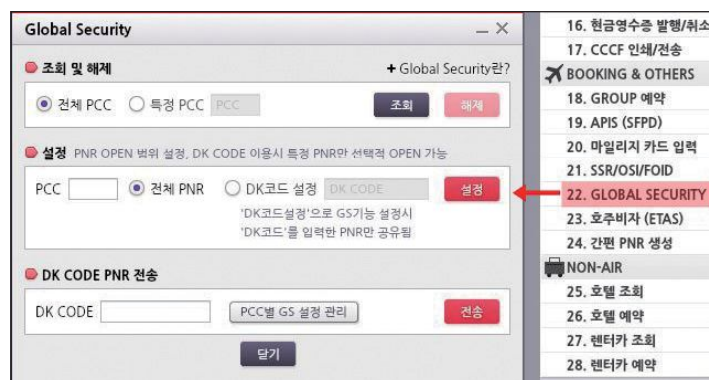 Global Security
조회 및 해제
+ Global Security란?
전체 PCC 특정 PCC PCC 조회 해제
설정 PNR OPEN 범위 설정, DK CODE 이용시 특정 PNR만 선택적 OPEN 가능
PCC 전체 PNR DK코드 설정 DK CODE 설정
'DK코드설정'으로 GS기능 설정시
'DK코드'를 입력한 PNR만 공유됨
DK CODE PNR 전송
DK CODE PCC별 GS 설정 관리 전송
닫기
16. 현금영수증 발행/취소
17. CCCF 인쇄/전송
BOOKING & OTHERS
18. GROUP 예약
19. APIS (SFPD)
20. 마일리지 카드 입력
21. SSR/OSI/FOID
22. GLOBAL SECURITY
23. 호주비자 (ETAS)
24. 간편 PNR 생성
NON-AIR
25. 호텔 조회
26. 호텔 예약
27. 렌터카 조회
28. 렌터카 예약